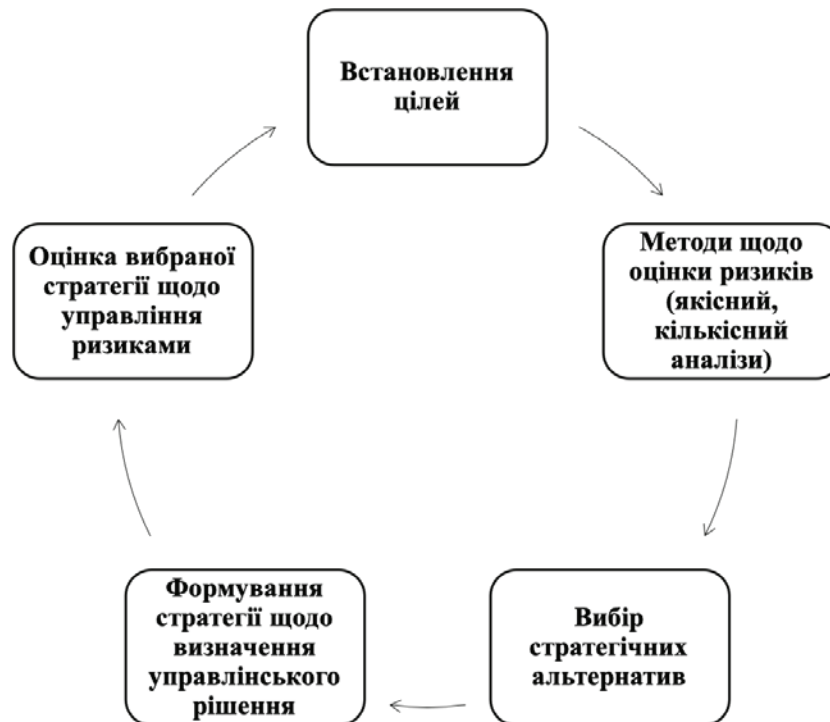 Встановлення
цілей
Методи щодо
оцінки ризиків
(якісний,
кількісний
аналізи)
Вибір
стратегічних
альтернатив
Формування
стратегії щодо
визначення
управлінського
рішення
Оцінка вибраної
стратегії щодо
управління
ризиками